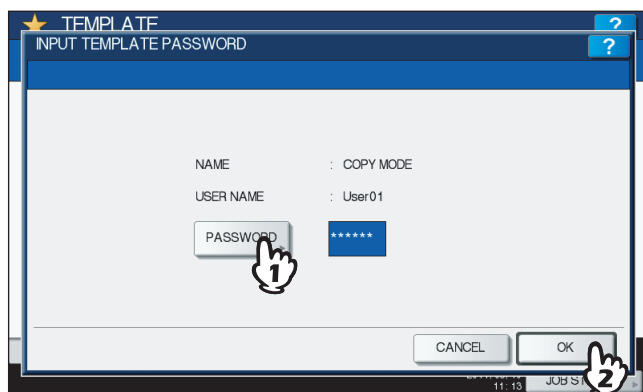 TEMPLATE ?
INPUT TEMPLATE PASSWORD ?
NAME : COPY MODE
USER NAME : User01
PASSWORD ******
1
CANCEL OK
2
11:13 JOB ST